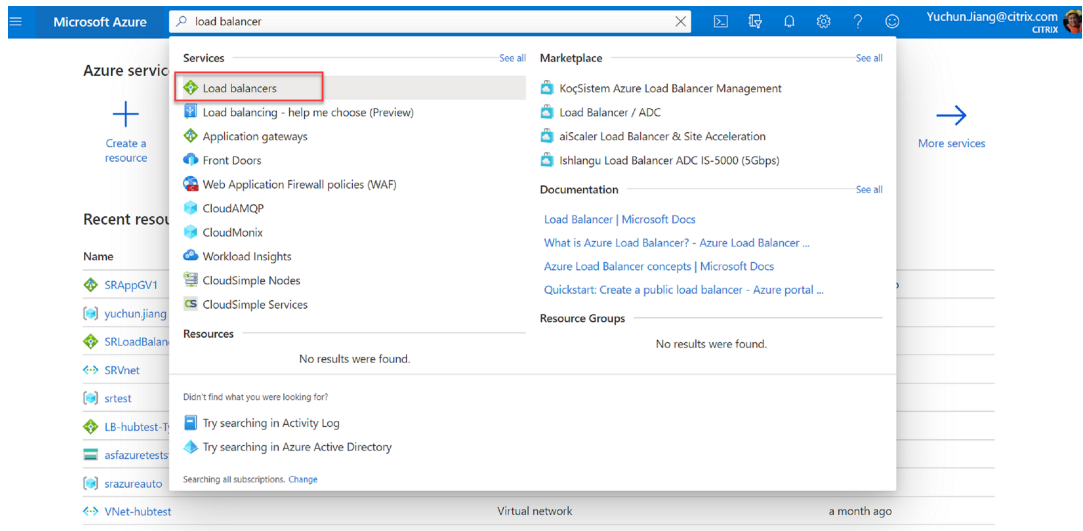 Microsoft Azure
load balancer
Yuchun.Jiang@citrix.com
CITRIX
Azure servic
Create a
resource
More services
Services
See all
Load balancers
Load balancing - help me choose (Preview)
Application gateways
Front Doors
Web Application Firewall policies (WAF)
CloudAMQP
CloudMonix
Workload Insights
CloudSimple Nodes
CS CloudSimple Services
Resources
No results were found.
Marketplace
See all
KoçSistem Azure Load Balancer Management
Load Balancer / ADC
aiScaler Load Balancer & Site Acceleration
Ishlangu Load Balancer ADC IS-5000 (5Gbps)
Documentation
See all
Load Balancer | Microsoft Docs
What is Azure Load Balancer? - Azure Load Balancer ...
Azure Load Balancer concepts | Microsoft Docs
Quickstart: Create a public load balancer - Azure portal ...
Resource Groups
No results were found.
Didn't find what you were looking for?
Try searching in Activity Log
Try searching in Azure Active Directory
Searching all subscriptions. Change
Recent resou
Name
SRAppGV1
yuchun.jiang
SRLoadBalan
SRVnet
srtest
LB-hubtest-T
asfazuretests
srazureauto
VNet-hubtest
Virtual network
a month ago